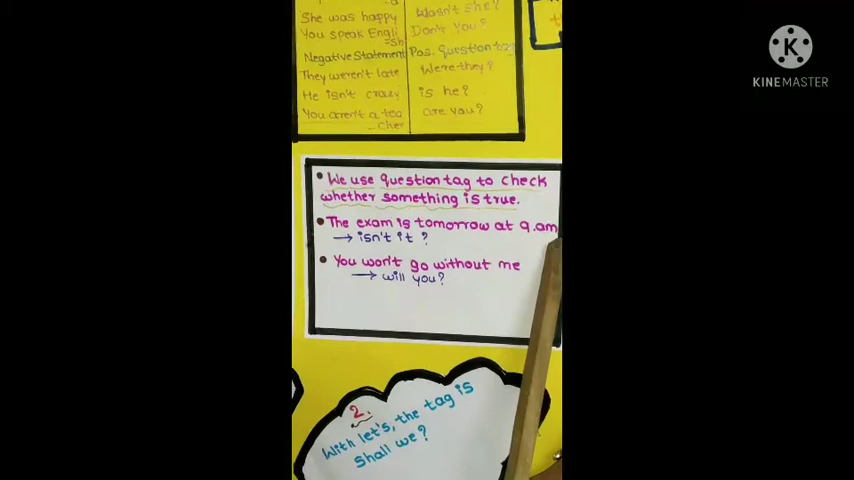 She was happy
Wasn't she?
You speak Engli
=Sh
Don't You?
Negative Statement
Pos. question tag
They weren't late
Were they?
He isn't crazy
is he?
You aren't a tea
-cher
are you?
• We use question tag to check
whether something is true.
• The exam is tomorrow at 9.am
→ isn't it ?
• You won't go without me
→ will you?
2.
With let's, the tag is
Shall we?
K
KINEMASTER